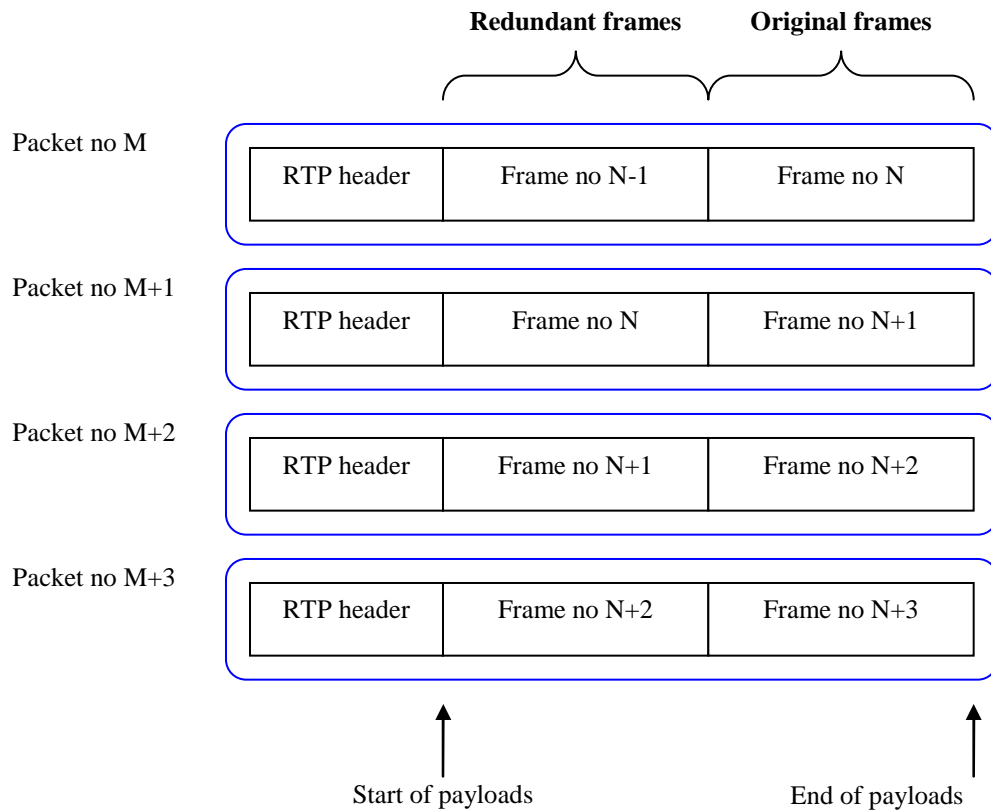 Redundant frames Original frames
Packet no M
RTP header Frame no N-1 Frame no N
Packet no M+1
RTP header Frame no N Frame no N+1
Packet no M+2
RTP header Frame no N+1 Frame no N+2
Packet no M+3
RTP header Frame no N+2 Frame no N+3
Start of payloads End of payloads